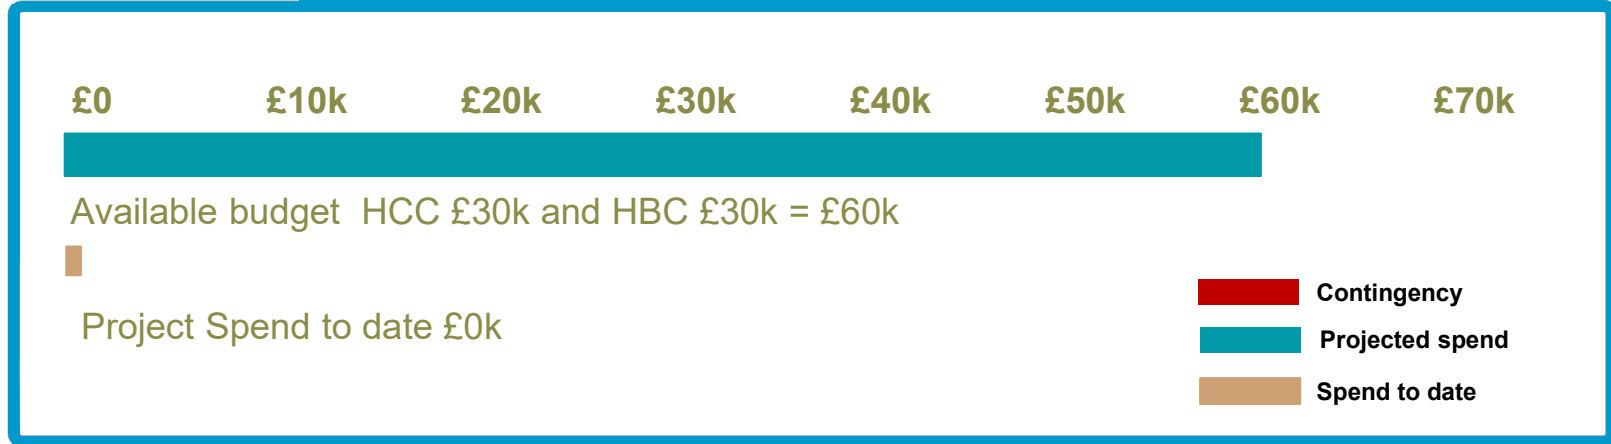 £0 £10k £20k £30k £40k £50k £60k £70k
Available budget  HCC £30k and HBC £30k = £60k
Project Spend to date £0k
Contingency
Projected spend
Spend to date